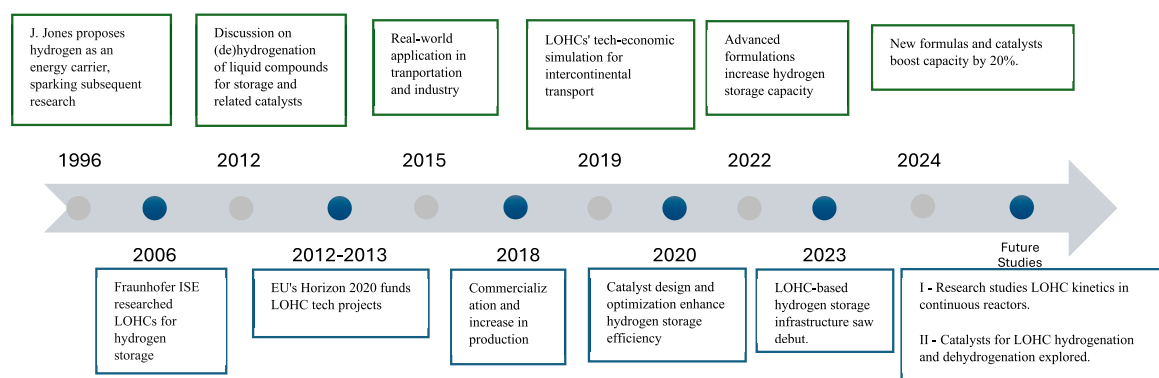 J. Jones proposes
hydrogen as an
energy carrier,
sparking subsequent
research
Discussion on
(de)hydrogenation
of liquid compounds
for storage and
related catalysts
Real-world
application in
tranportation
and industry
LOHCs' tech-economic
simulation for
intercontinental
transport
Advanced
formulations
increase hydrogen
storage capacity
New formulas and catalysts
boost capacity by 20%.
1996
2012
2015
2019
2022
2024
2006
2012-2013
2018
2020
2023
Future
Studies
Fraunhofer ISE
researched
LOHCs for
hydrogen
storage
EU's Horizon 2020 funds
LOHC tech projects
Commercializ
ation and
increase in
production
Catalyst design and
optimization enhance
hydrogen storage
efficiency
LOHC-based
hydrogen storage
infrastructure saw
debut.
I - Research studies LOHC kinetics in
continuous reactors.
II - Catalysts for LOHC hydrogenation
and dehydrogenation explored.